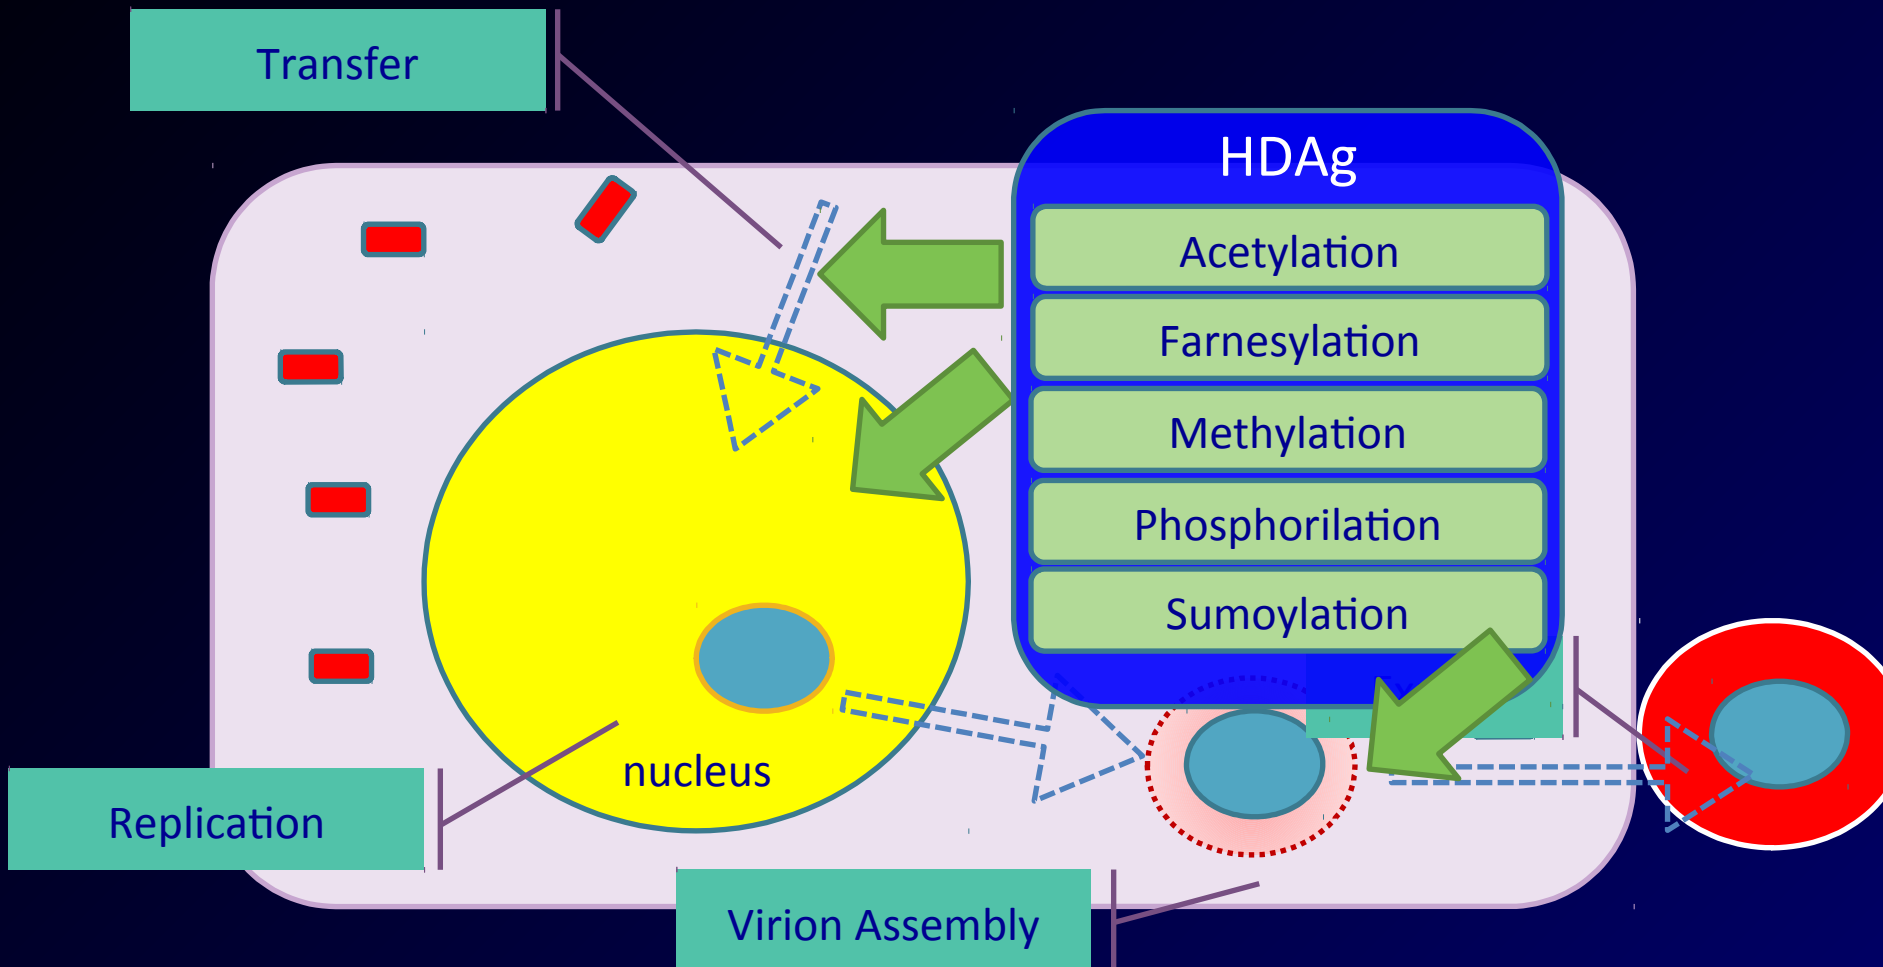 Transfer
HDAg
Acetylation
Farnesylation
Methylation
Phosphorilation
Sumoylation
nucleus
Replication
Virion Assembly